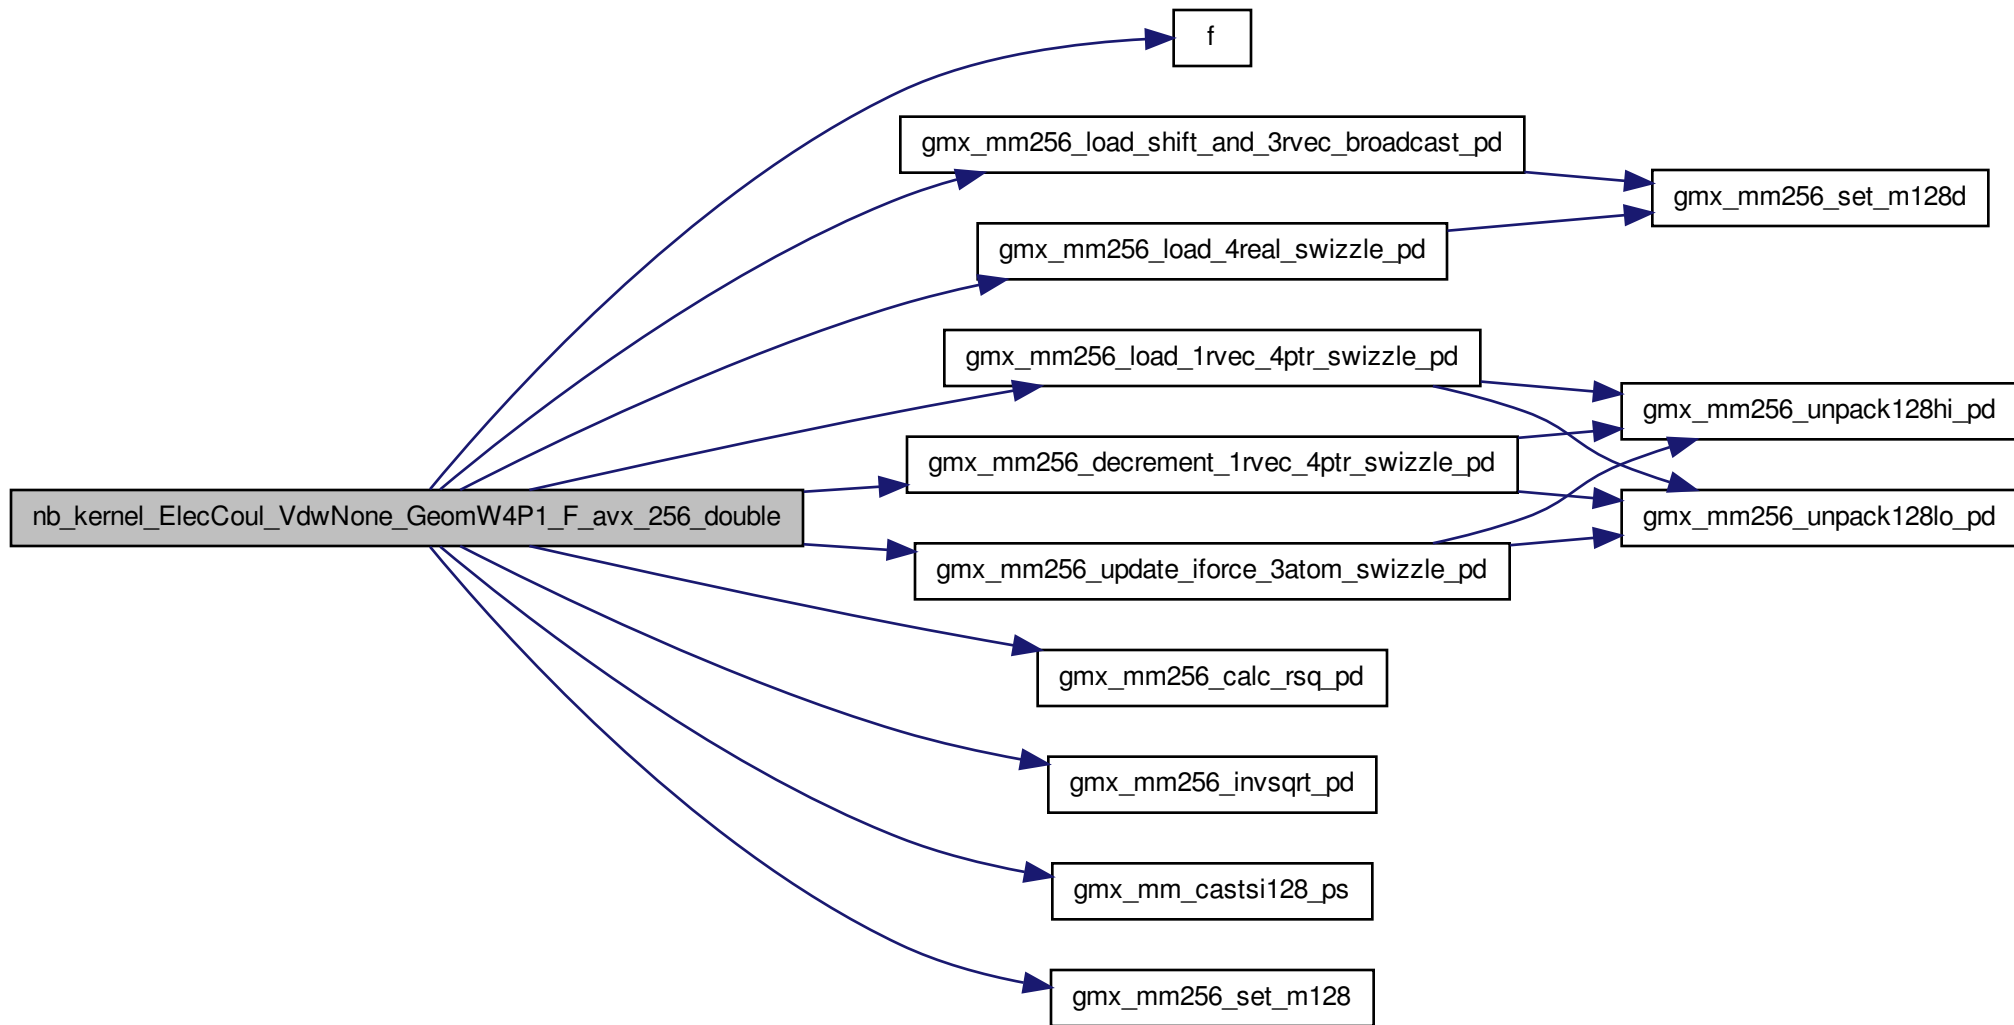 f
gmx_mm256_load_shift_and_3rvec_broadcast_pd
gmx_mm256_set_m128d
gmx_mm256_load_4real_swizzle_pd
gmx_mm256_load_1rvec_4ptr_swizzle_pd
gmx_mm256_unpack128hi_pd
gmx_mm256_decrement_1rvec_4ptr_swizzle_pd
nb_kernel_ElecCoul_VdwNone_GeomW4P1_F_avx_256_double
gmx_mm256_unpack128lo_pd
gmx_mm256_update_iforce_3atom_swizzle_pd
gmx_mm256_calc_rsq_pd
gmx_mm256_invsqrt_pd
gmx_mm_castsi128_ps
gmx_mm256_set_m128